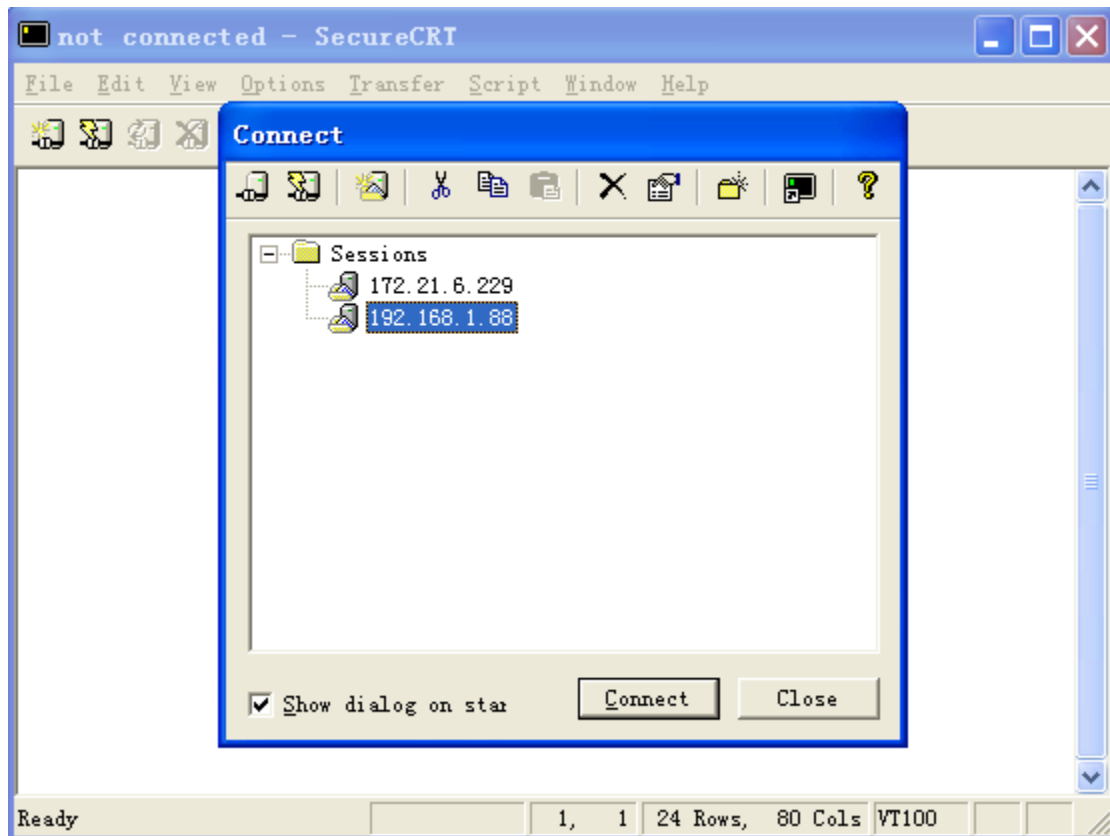 not connected - SecureCRT
File Edit View Options Transfer Script Window Help
Connect
Sessions
172.21.6.229
192.168.1.88
Show dialog on star
Connect Close
Ready 1, 1 24 Rows, 80 Cols VT100